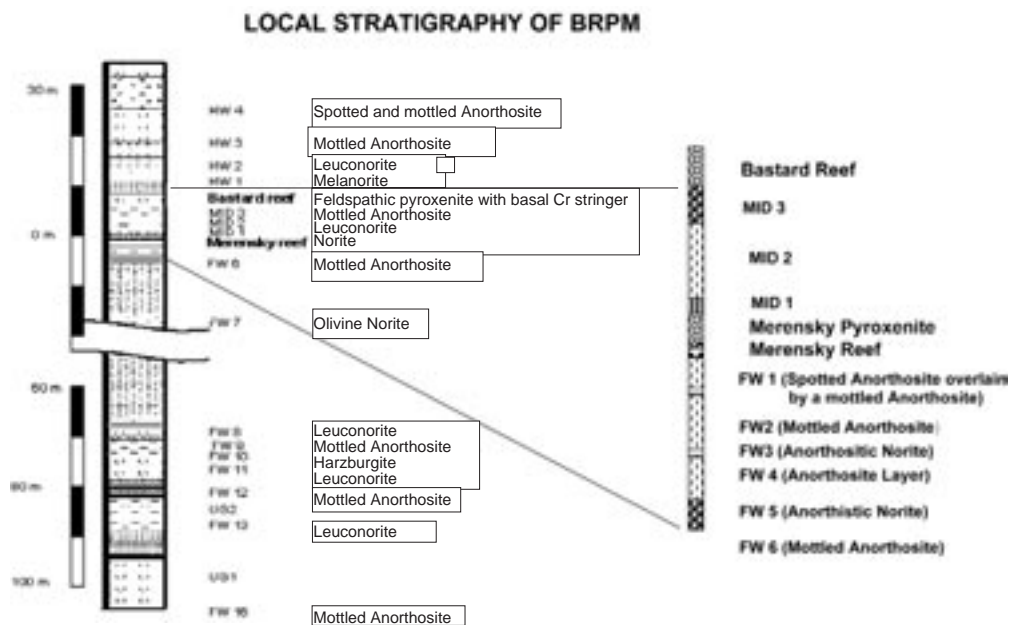 LOCAL STRATIGRAPHY OF BRPM
30 m
0 m
60 m
80 m
100 m
HW 4
HW 3
HW 2
HW 1
Bastard reef
MID 3
MID 2
MID 1
Merensky reef
FW 6
FW 7
FW 8
FW 9
FW 10
FW 11
FW 12
UG2
FW 13
UG1
FW 16
Spotted and mottled Anorthosite
Mottled Anorthosite
Leuconorite
Melanorite
Feldspathic pyroxenite with basal Cr stringer
Mottled Anorthosite
Leuconorite
Norite
Mottled Anorthosite
Olivine Norite
Leuconorite
Mottled Anorthosite
Harzburgite
Leuconorite
Mottled Anorthosite
Leuconorite
Mottled Anorthosite
Bastard Reef
MID 3
MID 2
MID 1
Merensky Pyroxenite
Merensky Reef
FW 1 (Spotted Anorthosite overlain
by a mottled Anorthosite)
FW2 (Mottled Anorthosite)
FW3 (Anorthositic Norite)
FW 4 (Anorthosite Layer)
FW 5 (Anorthistic Norite)
FW 6 (Mottled Anorthosite)